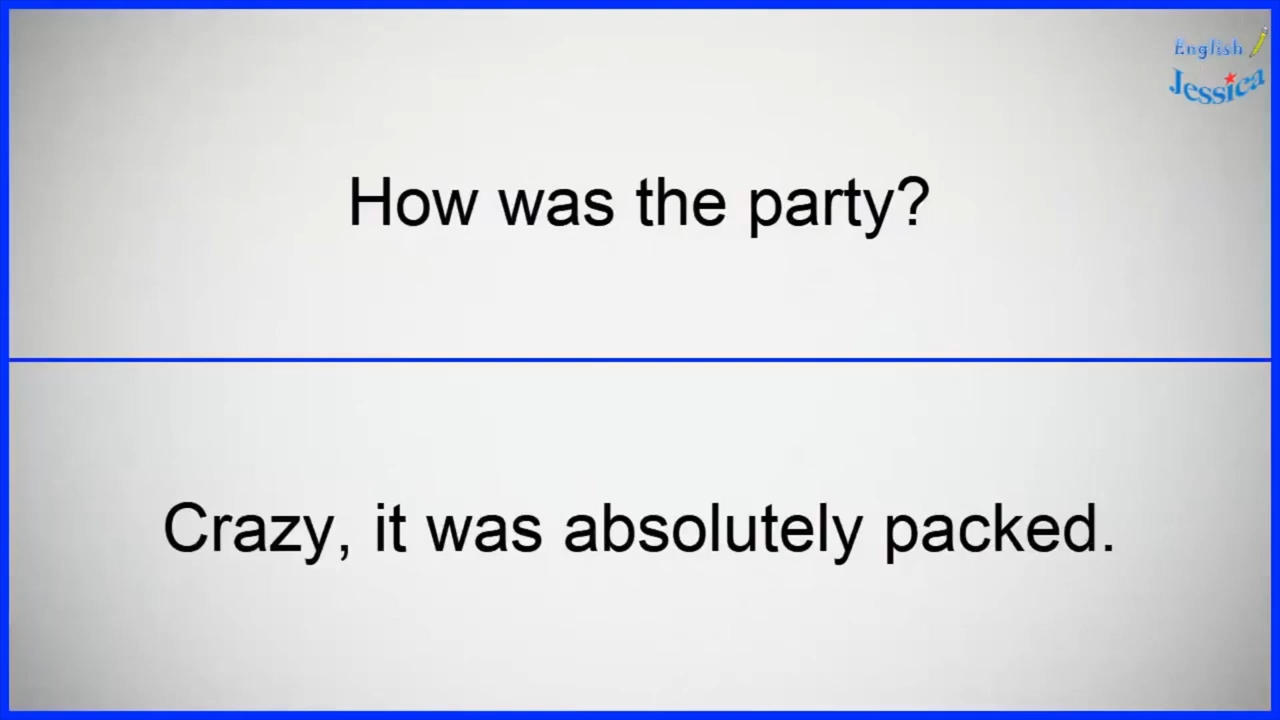 English
Jessica
How was the party?
Crazy, it was absolutely packed.